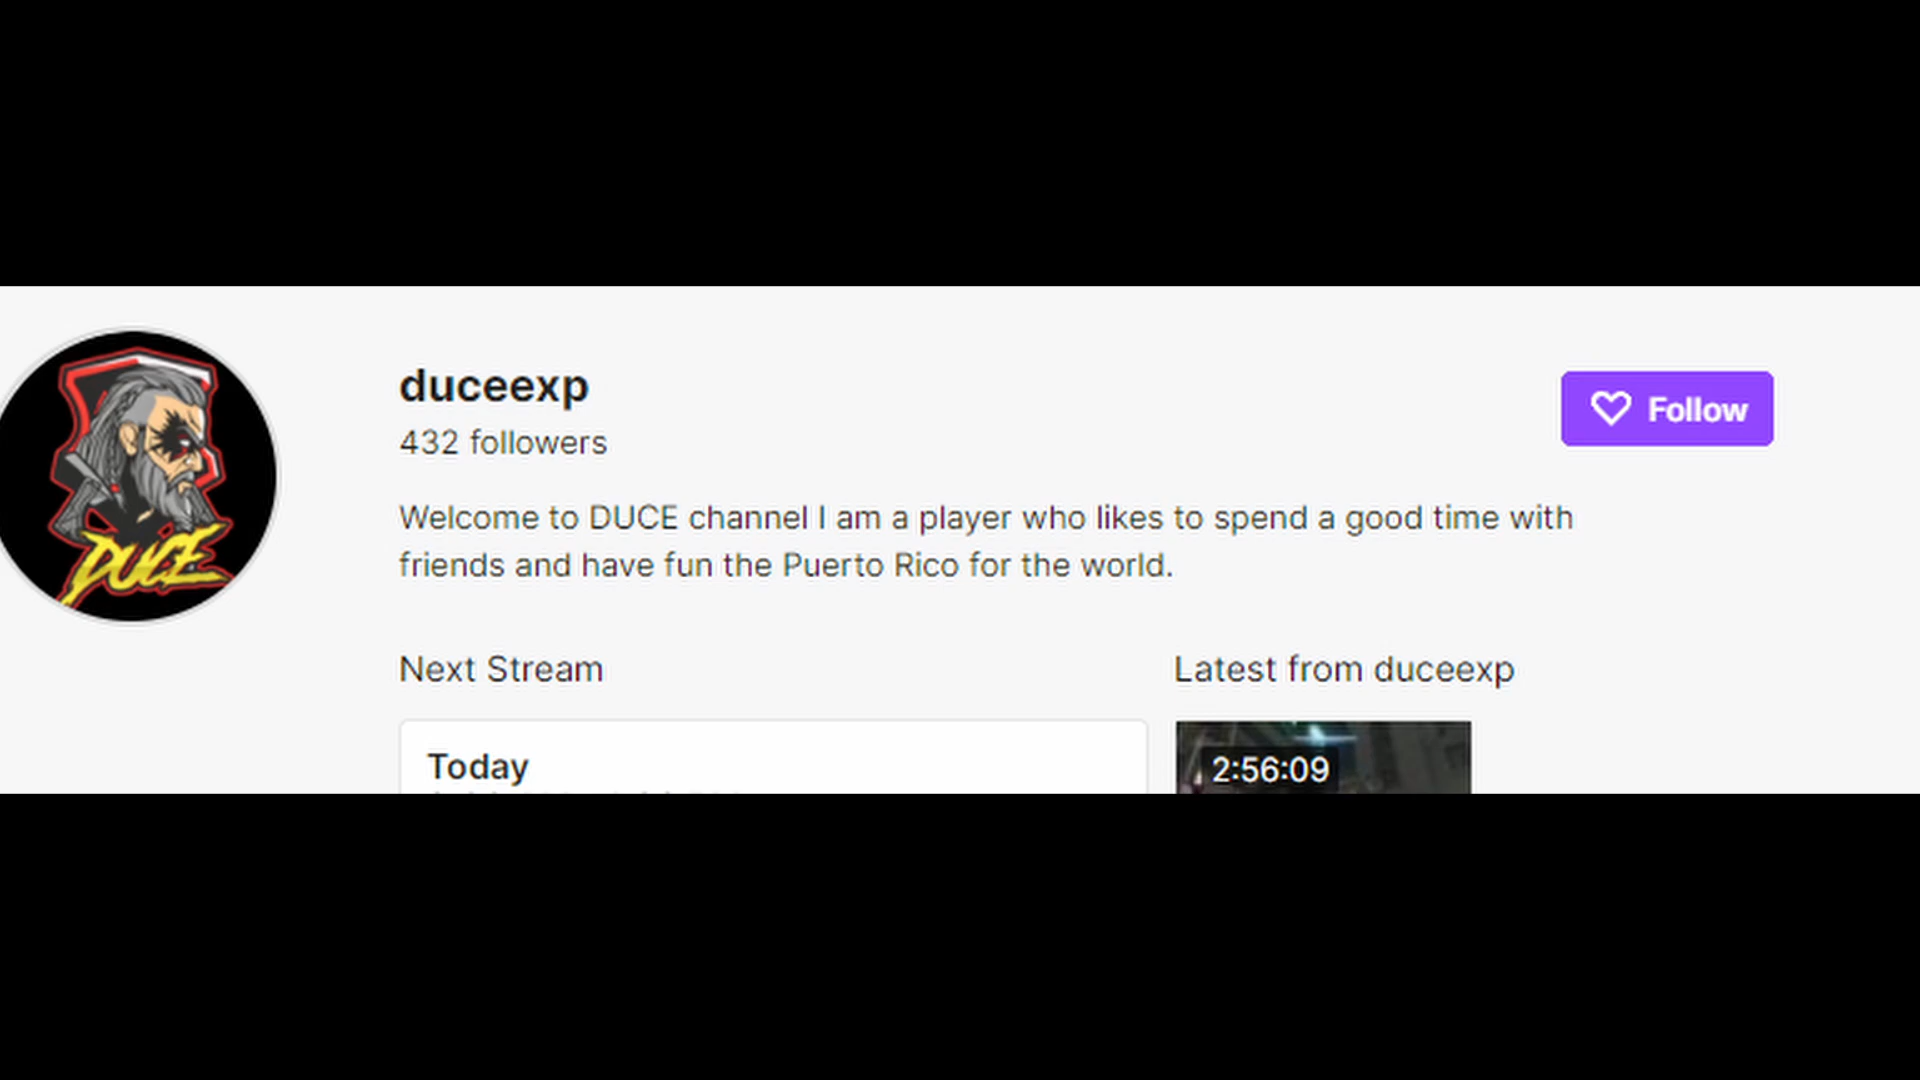 DUCE
duceexp
432 followers
Follow
Welcome to DUCE channel I am a player who likes to spend a good time with
friends and have fun the Puerto Rico for the world.
Next Stream
Latest from duceexp
Today
2:56:09